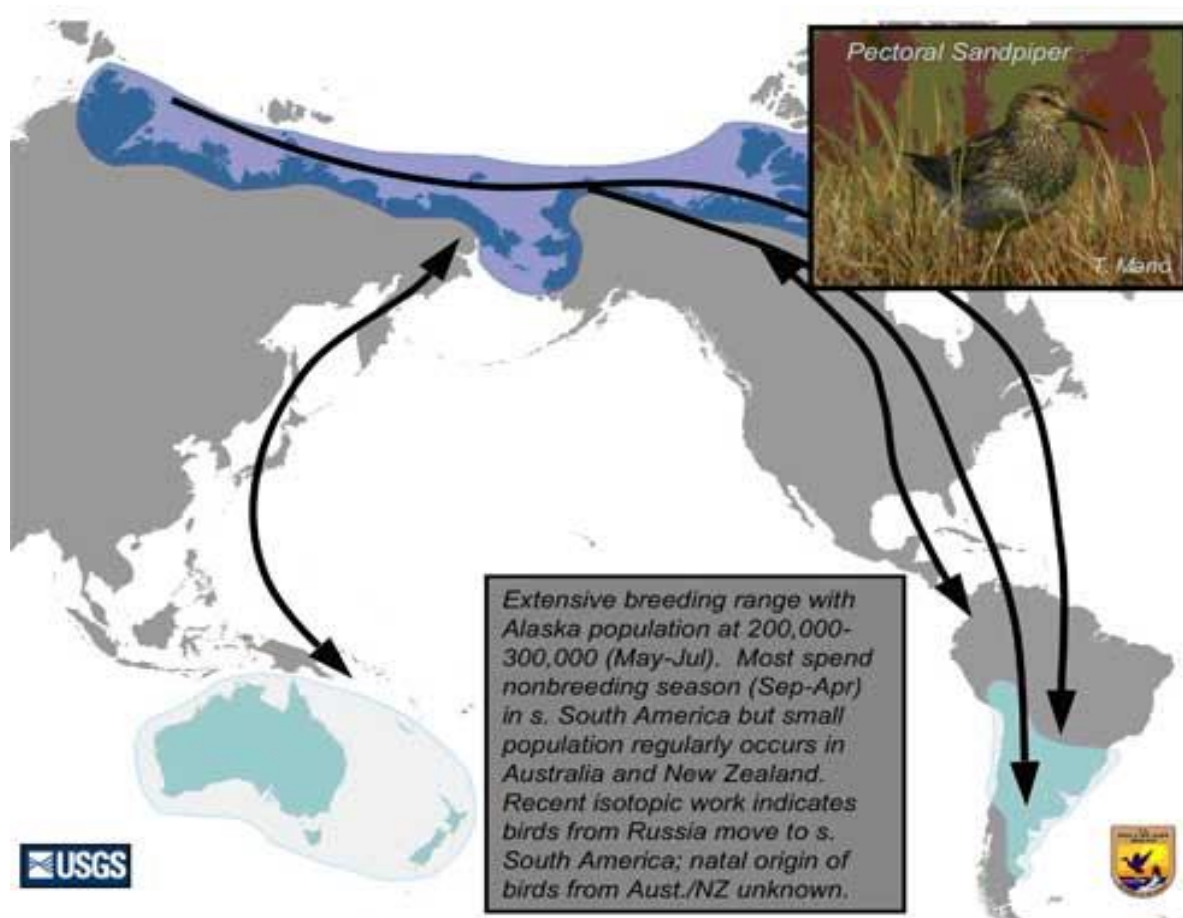 Pectoral Sandpiper
Extensive breeding range with
Alaska population at 200,000-
300,000 (May-Jul). Most spend
nonbreeding season (Sep-Apr)
in s. South America but small
population regularly occurs in
Australia and New Zealand.
Recent isotopic work indicates
birds from Russia move to s.
South America; natal origin of
birds from Aust./NZ unknown.
USGS